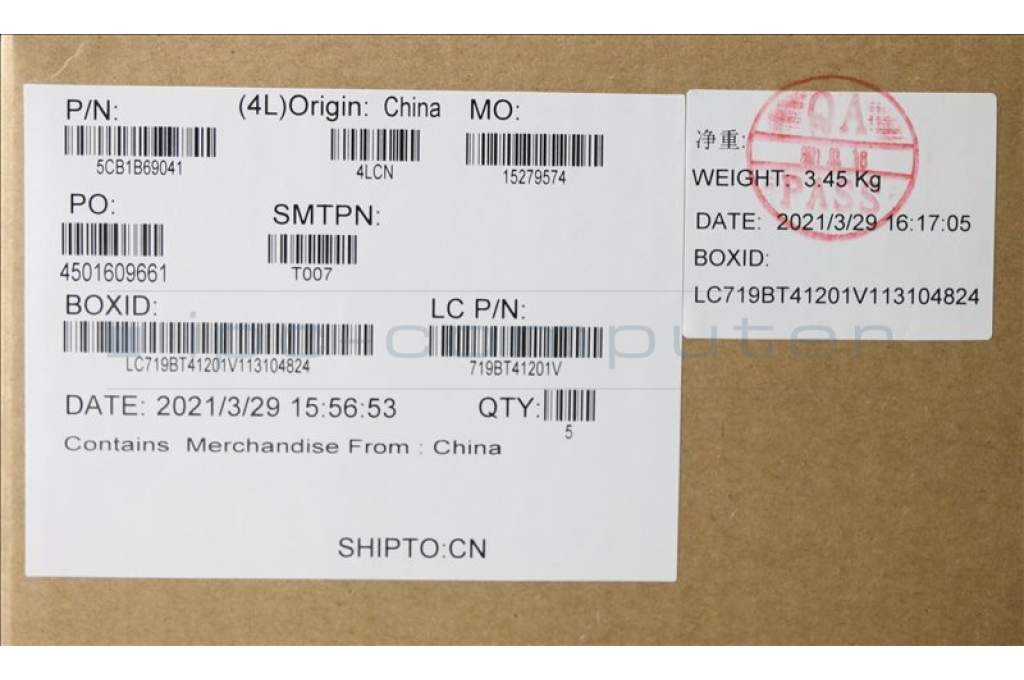 P/N: (4L)Origin: China MO:
5CB1B69041 4LCN 15279574
PO: SMTPN:
4501609661 T007
BOXID: LC P/N:
LC719BT41201V113104824 719BT41201V
DATE: 2021/3/29 15:56:53 QTY:
5
Contains Merchandise From : China
SHIPTO:CN
QA
PASS
净重:
WEIGHT: 3.45 Kg
DATE: 2021/3/29 16:17:05
BOXID:
LC719BT41201V113104824
ipc-computer